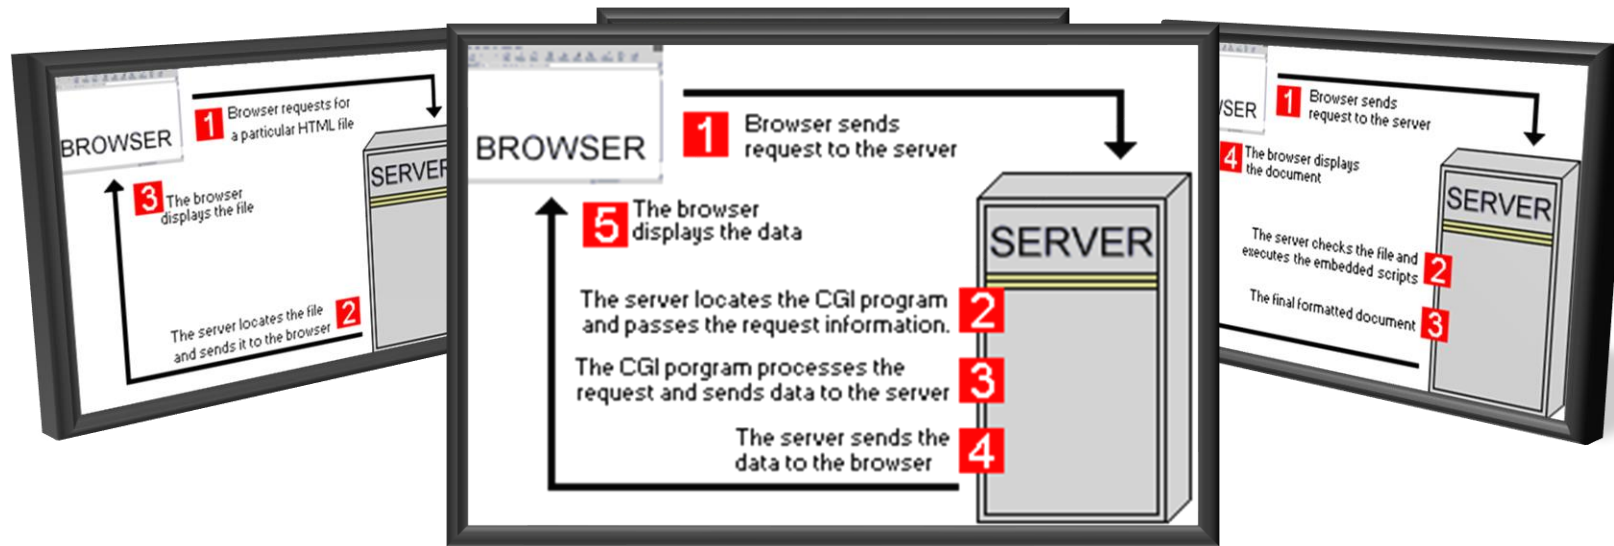 BROWSER
1 Browser requests for
a particular HTML file
SERVER
3 The browser
displays the file
The server locates the file 2
and sends it to the browser
BROWSER
1 Browser sends
request to the server
5 The browser
displays the data
SERVER
The server locates the CGI program
and passes the request information. 2
The CGI porgram processes the
request and sends data to the server 3
The server sends the
data to the browser 4
WSER
1 Browser sends
request to the server
4 The browser displays
the document
SERVER
The server checks the file and
executes the embedded scripts 2
The final formatted document 3